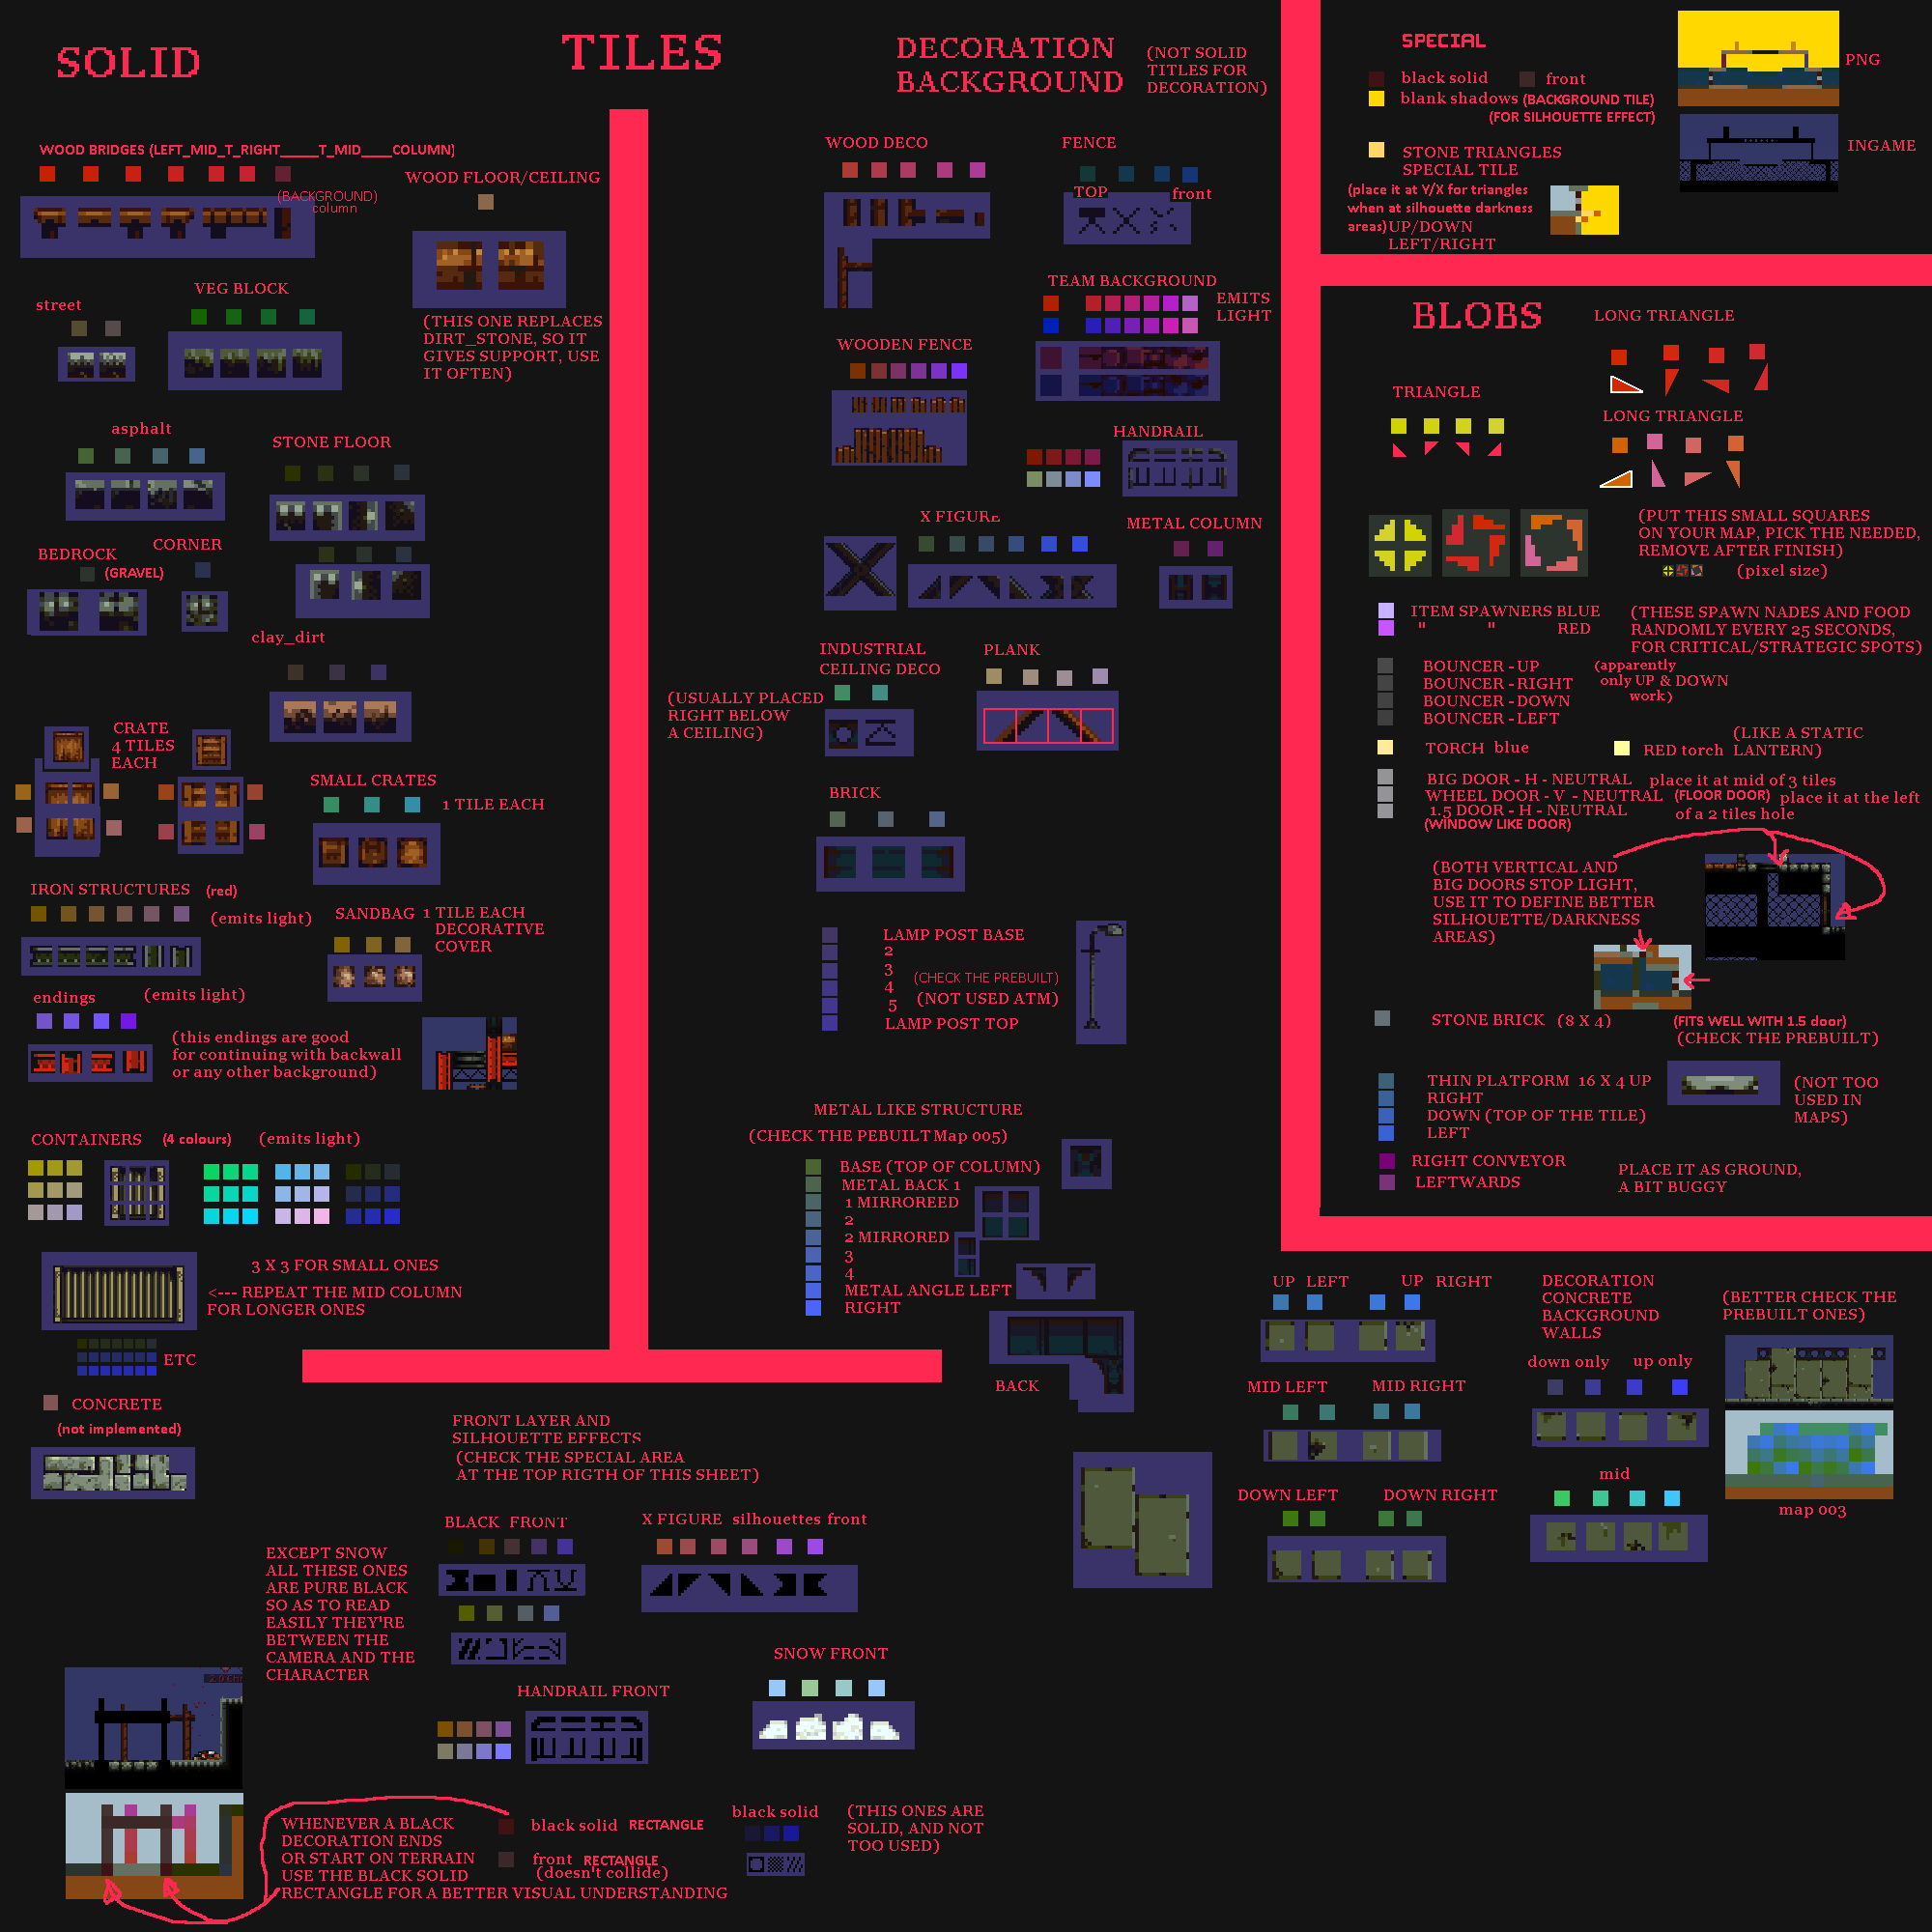 SOLID
TILES
DECORATION
BACKGROUND
(NOT SOLID
TITLES FOR
DECORATION)
WOOD BRIDGES (LEFT_MID_T_RIGHT_____T_MID____COLUMN)
(BACKGROUND)
column
WOOD FLOOR/CEILING
(THIS ONE REPLACES
DIRT_STONE, SO IT
GIVES SUPPORT, USE
IT OFTEN)
street
VEG BLOCK
asphalt
STONE FLOOR
BEDROCK
(GRAVEL)
CORNER
clay_dirt
CRATE
4 TILES
EACH
SMALL CRATES
1 TILE EACH
IRON STRUCTURES (red)
(emits light)
SANDBAG
1 TILE EACH
DECORATIVE
COVER
endings
(emits light)
(this endings are good
for continuing with backwall
or any other background)
CONTAINERS (4 colours) (emits light)
3 X 3 FOR SMALL ONES
<--- REPEAT THE MID COLUMN
FOR LONGER ONES
ETC
CONCRETE
(not implemented)
WOOD DECO
FENCE
TOP
front
TEAM BACKGROUND
EMITS
LIGHT
WOODEN FENCE
HANDRAIL
X FIGURE
METAL COLUMN
INDUSTRIAL
CEILING DECO
(USUALLY PLACED
RIGHT BELOW
A CEILING)
PLANK
BRICK
LAMP POST BASE
2
3
4
5
LAMP POST TOP
(CHECK THE PREBUILT)
(NOT USED ATM)
METAL LIKE STRUCTURE
(CHECK THE PEBUILT Map 005)
BASE (TOP OF COLUMN)
METAL BACK 1
1 MIRROREED
2
2 MIRRORED
3
4
METAL ANGLE LEFT
RIGHT
BACK
SPECIAL
black solid
front
blank shadows (BACKGROUND TILE)
(FOR SILHOUETTE EFFECT)
STONE TRIANGLES
SPECIAL TILE
(place it at Y/X for triangles
when at silhouette darkness
areas) UP/DOWN
LEFT/RIGHT
PNG
INGAME
BLOBS
LONG TRIANGLE
TRIANGLE
LONG TRIANGLE
(PUT THIS SMALL SQUARES
ON YOUR MAP, PICK THE NEEDED,
REMOVE AFTER FINISH)
(pixel size)
ITEM SPAWNERS BLUE
" " RED
(THESE SPAWN NADES AND FOOD
RANDOMLY EVERY 25 SECONDS,
FOR CRITICAL/STRATEGIC SPOTS)
BOUNCER - UP
BOUNCER - RIGHT
BOUNCER - DOWN
BOUNCER - LEFT
(apparently
only UP & DOWN
work)
TORCH blue
RED torch
(LIKE A STATIC
LANTERN)
BIG DOOR - H - NEUTRAL place it at mid of 3 tiles
WHEEL DOOR - V - NEUTRAL (FLOOR DOOR) place it at the left
of a 2 tiles hole
1.5 DOOR - H - NEUTRAL
(WINDOW LIKE DOOR)
(BOTH VERTICAL AND
BIG DOORS STOP LIGHT,
USE IT TO DEFINE BETTER
SILHOUETTE/DARKNESS
AREAS)
STONE BRICK (8 X 4)
(FITS WELL WITH 1.5 door)
(CHECK THE PREBUILT)
THIN PLATFORM 16 X 4 UP
RIGHT
DOWN (TOP OF THE TILE)
LEFT
(NOT TOO
USED IN
MAPS)
RIGHT CONVEYOR
LEFTWARDS
PLACE IT AS GROUND,
A BIT BUGGY
UP LEFT
UP RIGHT
DECORATION
CONCRETE
BACKGROUND
WALLS
(BETTER CHECK THE
PREBUILT ONES)
down only
up only
MID LEFT
MID RIGHT
mid
DOWN LEFT
DOWN RIGHT
map 003
FRONT LAYER AND
SILHOUETTE EFFECTS
(CHECK THE SPECIAL AREA
AT THE TOP RIGTH OF THIS SHEET)
BLACK FRONT
X FIGURE silhouettes front
EXCEPT SNOW
ALL THESE ONES
ARE PURE BLACK
SO AS TO READ
EASILY THEY'RE
BETWEEN THE
CAMERA AND THE
CHARACTER
SNOW FRONT
HANDRAIL FRONT
WHENEVER A BLACK
DECORATION ENDS
OR START ON TERRAIN
USE THE BLACK SOLID
RECTANGLE FOR A BETTER VISUAL UNDERSTANDING
black solid RECTANGLE
front RECTANGLE
(doesn't collide)
black solid
(THIS ONES ARE
SOLID, AND NOT
TOO USED)